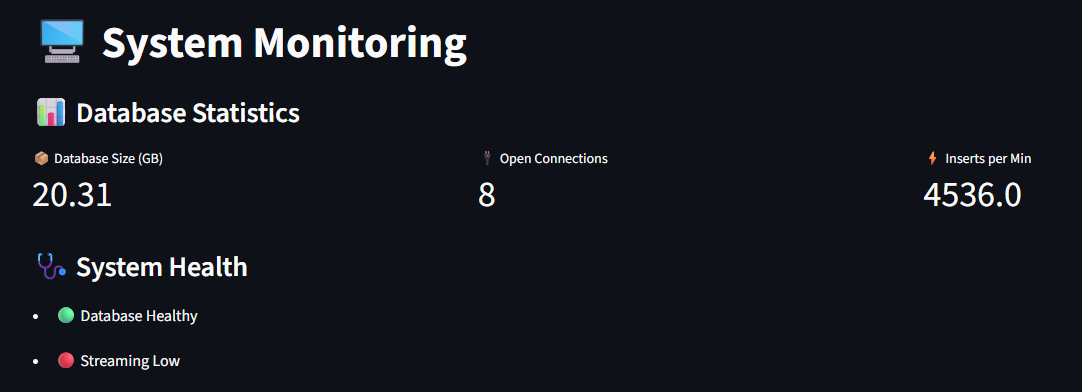 System Monitoring
Database Statistics
Database Size (GB)
20.31
Open Connections
8
Inserts per Min
4536.0
System Health
Database Healthy
Streaming Low